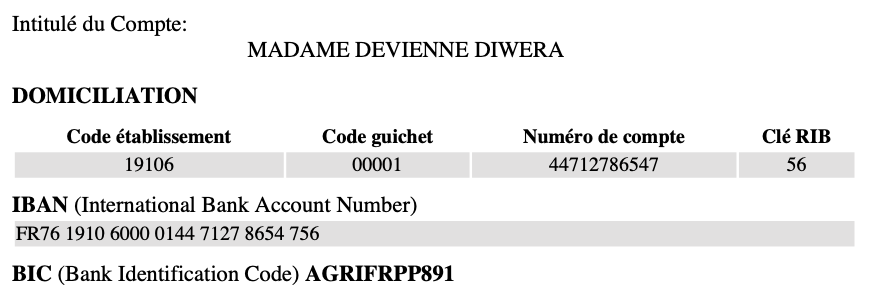 Intitulé du Compte:
MADAME DEVIENNE DIWERA
DOMICILIATION
Code établissement Code guichet Numéro de compte Clé RIB
19106 00001 44712786547 56
IBAN (International Bank Account Number)
FR76 1910 6000 0144 7127 8654 756
BIC (Bank Identification Code) AGRIFRPP891